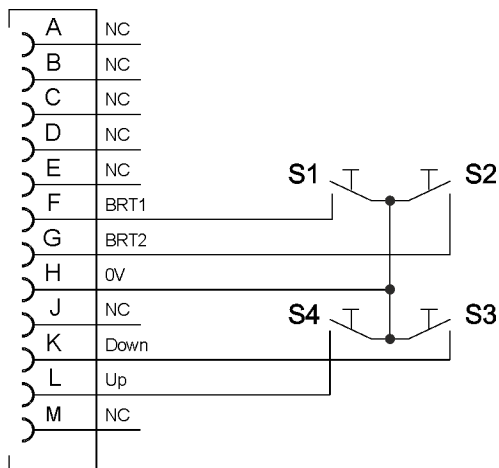 A NC
B NC
C NC
D NC
E NC
S1 S2
F BRT1
G BRT2
H 0V
J NC
S4 S3
K Down
L Up
M NC